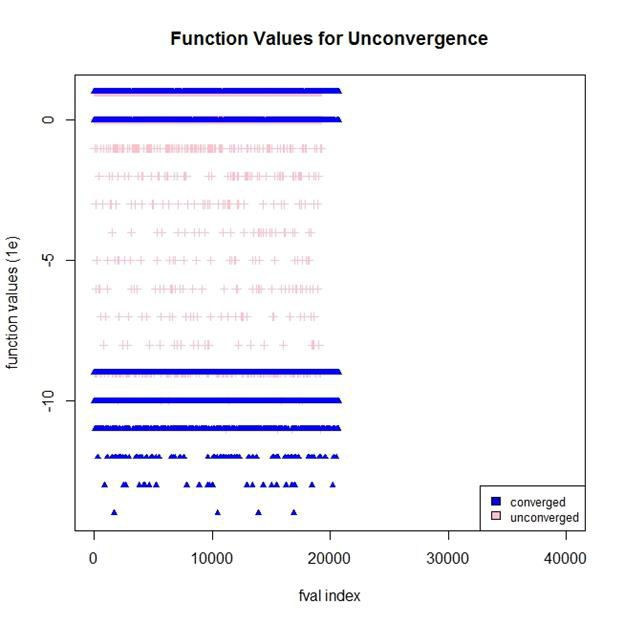 Function Values for Unconvergence
function values (1e)
0
-5
-10
0
10000
20000
30000
40000
fval index
converged
unconverged